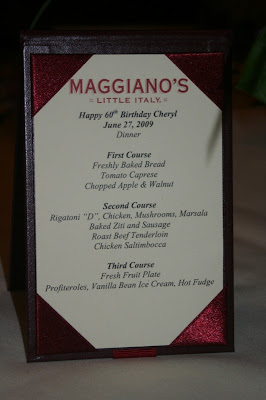 MAGGIANO'S
LITTLE ITALY
Happy 60th Birthday Cheryl
June 27, 2009
Dinner
First Course
Freshly Baked Bread
Tomato Caprese
Chopped Apple & Walnut
Second Course
Rigatoni "D", Chicken, Mushrooms, Marsala
Baked Ziti and Sausage
Roast Beef Tenderloin
Chicken Saltimbocca
Third Course
Fresh Fruit Plate
Profiteroles, Vanilla Bean Ice Cream, Hot Fudge